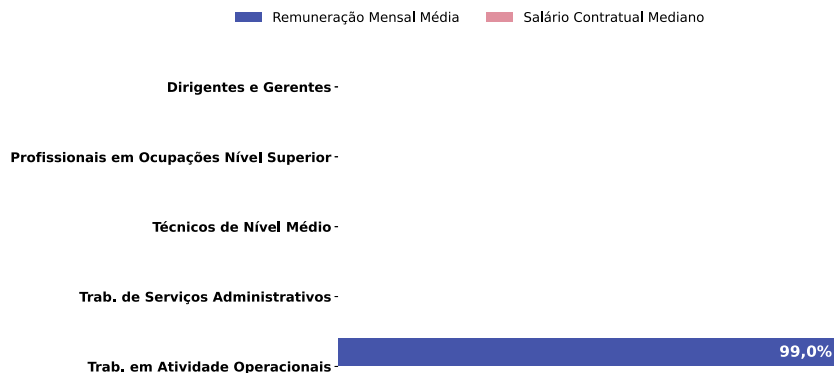 Remuneração Mensal Média Salário Contratual Mediano
Dirigentes e Gerentes
Profissionais em Ocupações Nível Superior
Técnicos de Nível Médio
Trab. de Serviços Administrativos
99,0%
Trab. em Atividade Operacionais